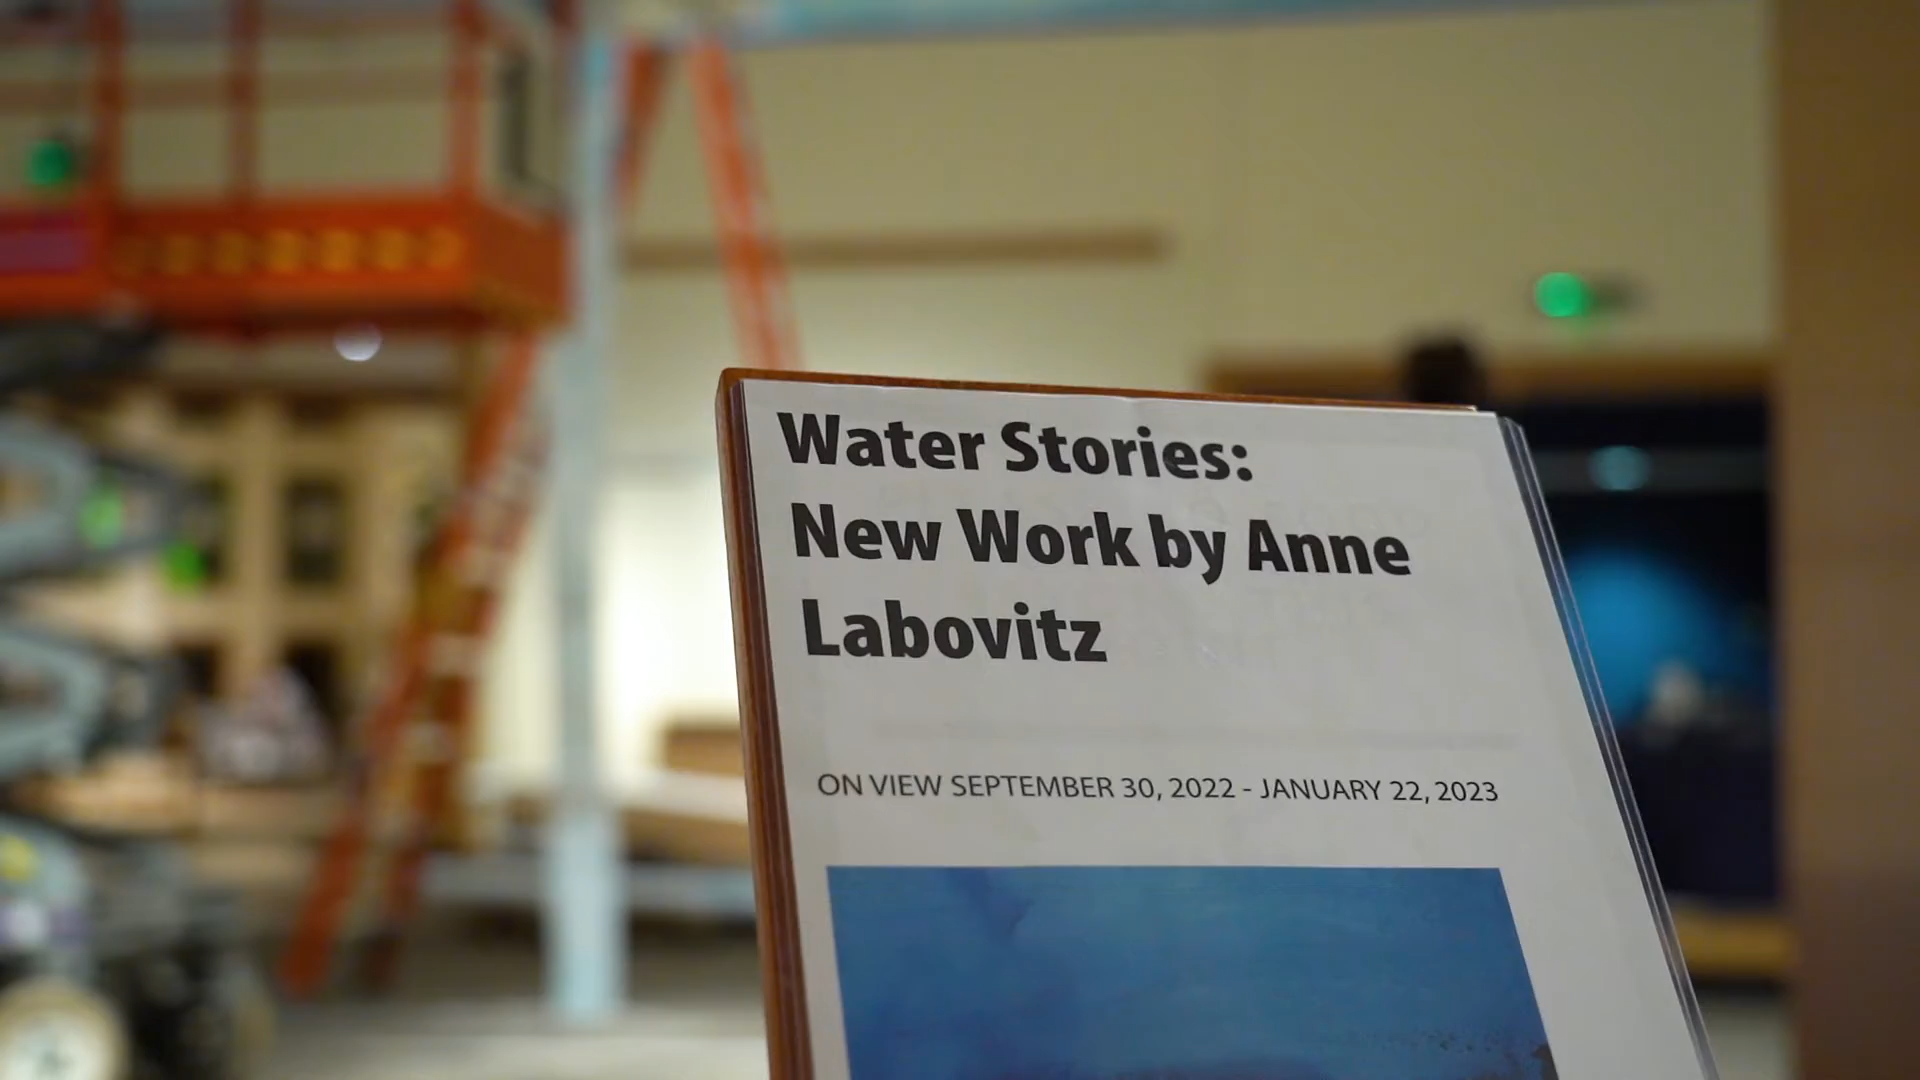 Water Stories:
New Work by Anne
Labovitz
ON VIEW SEPTEMBER 30, 2022 - JANUARY 22, 2023